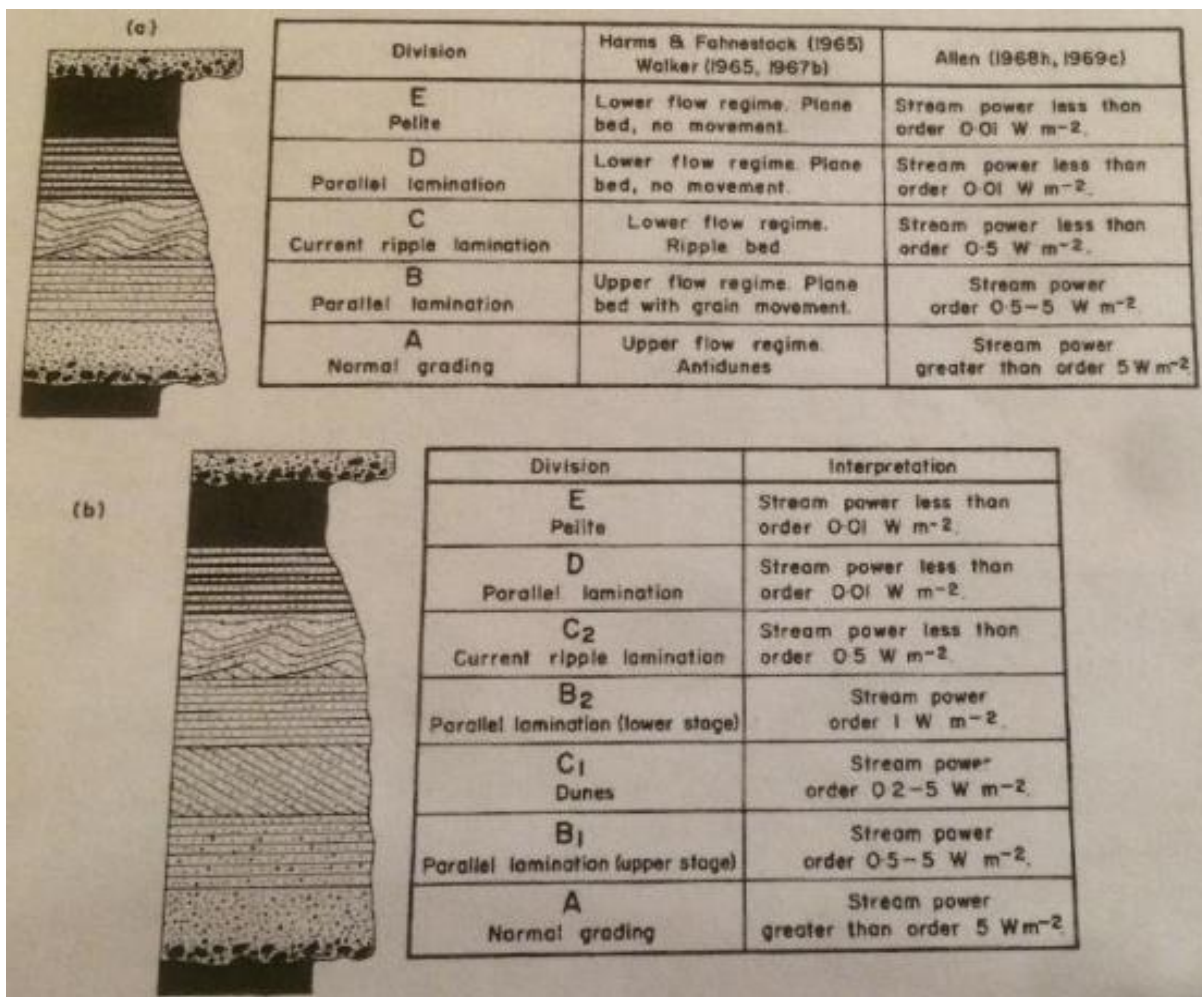 (a)
Division
Harms & Fahnestock (1965)
Walker (1965, 1967b)
Allen (1968h, 1969c)
E
Pelite
Lower flow regime. Plane
bed, no movement.
Stream power less than
order 0·01 W m−2.
D
Parallel lamination
Lower flow regime. Plane
bed, no movement.
Stream power less than
order 0·01 W m−2.
C
Current ripple lamination
Lower flow regime.
Ripple bed
Stream power less than
order 0·5 W m−2.
B
Parallel lamination
Upper flow regime. Plane
bed with grain movement.
Stream power
order 0·5−5 W m−2.
A
Normal grading
Upper flow regime.
Antidunes
Stream power
greater than order 5 W m−2.
(b)
Division
Interpretation
E
Pelite
Stream power less than
order 0·01 W m−2.
D
Parallel lamination
Stream power less than
order 0·01 W m−2.
C2
Current ripple lamination
Stream power less than
order 0·5 W m−2.
B2
Parallel lamination (lower stage)
Stream power
order 1 W m−2.
C1
Dunes
Stream power
order 0·2−5 W m−2.
B1
Parallel lamination (upper stage)
Stream power
order 0·5−5 W m−2.
A
Normal grading
Stream power
greater than order 5 W m−2.